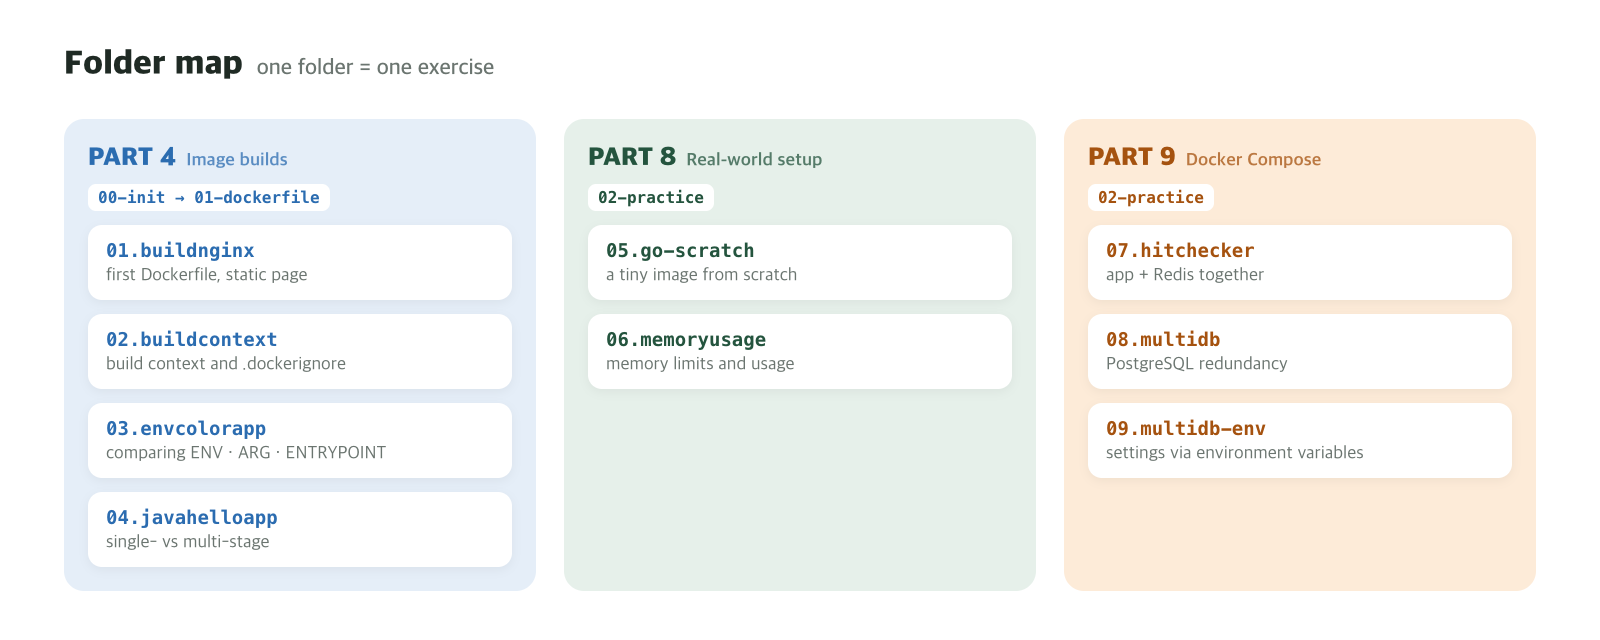 Folder map one folder = one exercise
PART 4 Image builds
00-init → 01-dockerfile
01.buildnginx
first Dockerfile, static page
02.buildcontext
build context and .dockerignore
03.envcolorapp
comparing ENV · ARG · ENTRYPOINT
04.javahelloapp
single- vs multi-stage
PART 8 Real-world setup
02-practice
05.go-scratch
a tiny image from scratch
06.memoryusage
memory limits and usage
PART 9 Docker Compose
02-practice
07.hitchecker
app + Redis together
08.multidb
PostgreSQL redundancy
09.multidb-env
settings via environment variables